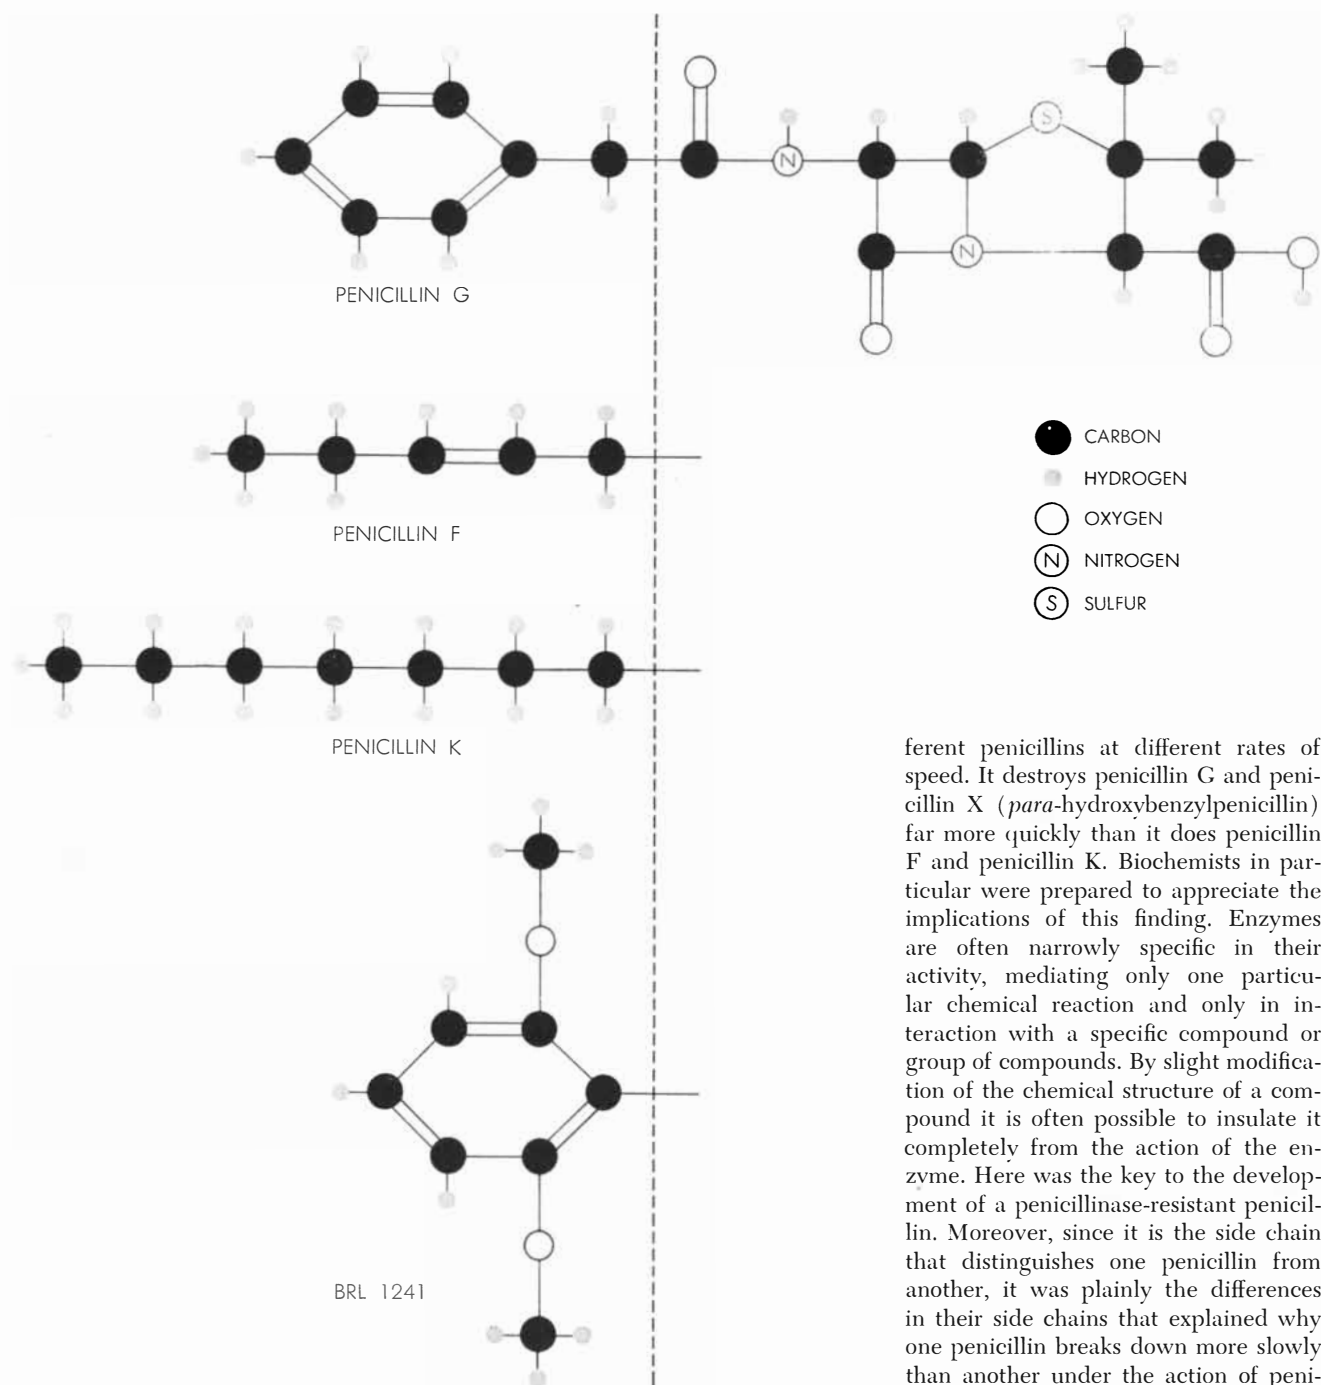 S
N
N
PENICILLIN G
CARBON
HYDROGEN
OXYGEN
N NITROGEN
S SULFUR
PENICILLIN F
PENICILLIN K
BRL 1241
ferent penicillins at different rates of
speed. It destroys penicillin G and peni-
cillin X (para-hydroxybenzylpenicillin)
far more quickly than it does penicillin
F and penicillin K. Biochemists in par-
ticular were prepared to appreciate the
implications of this finding. Enzymes
are often narrowly specific in their
activity, mediating only one particu-
lar chemical reaction and only in in-
teraction with a specific compound or
group of compounds. By slight modifica-
tion of the chemical structure of a com-
pound it is often possible to insulate it
completely from the action of the en-
zyme. Here was the key to the develop-
ment of a penicillinase-resistant penicil-
lin. Moreover, since it is the side chain
that distinguishes one penicillin from
another, it was plainly the differences
in their side chains that explained why
one penicillin breaks down more slowly
than another under the action of peni-